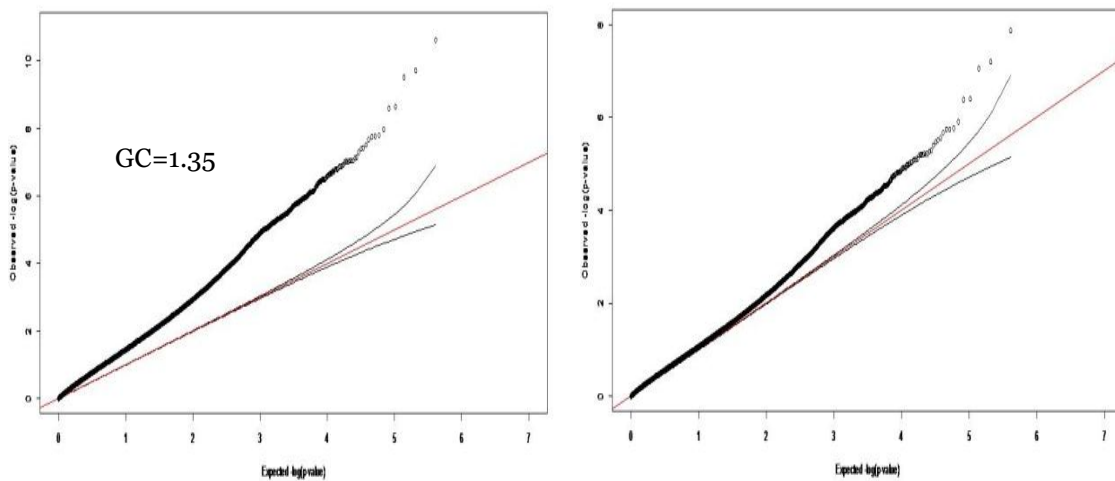 GC=1.35
Observed -log(p-value)
0 2 4 6 8 10
0 1 2 3 4 5 6 7
Expected -log(p-value)
Observed -log(p-value)
0 2 4 6 8
0 1 2 3 4 5 6 7
Expected -log(p-value)